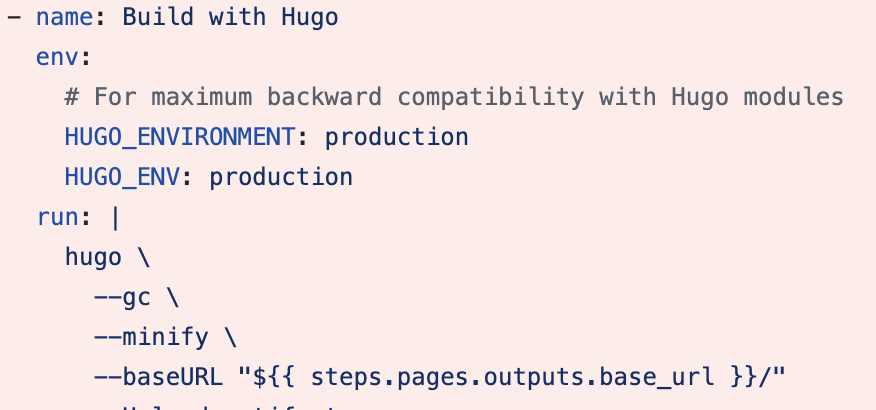 - name: Build with Hugo
  env:
    # For maximum backward compatibility with Hugo modules
    HUGO_ENVIRONMENT: production
    HUGO_ENV: production
  run: |
    hugo \
      --gc \
      --minify \
      --baseURL "${{ steps.pages.outputs.base_url }}/"